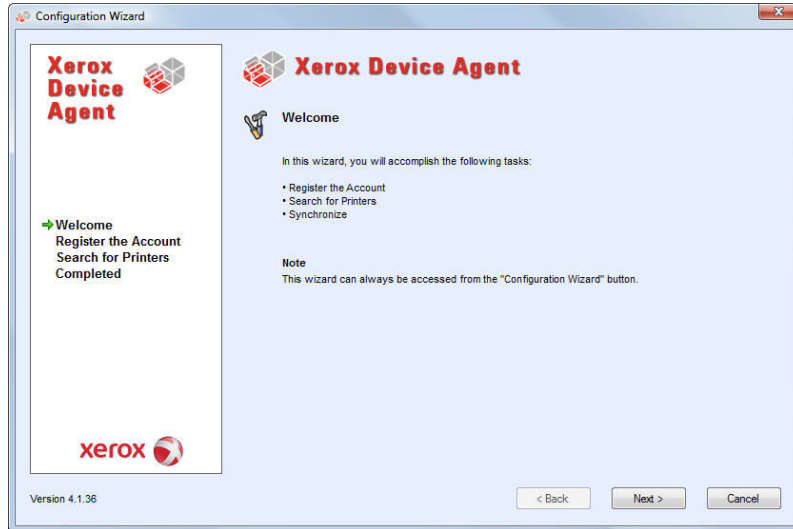 Configuration Wizard
Xerox
Device
Agent
Welcome
Register the Account
Search for Printers
Completed
xerox
Xerox Device Agent
Welcome
In this wizard, you will accomplish the following tasks:
• Register the Account
• Search for Printers
• Synchronize
Note
This wizard can always be accessed from the "Configuration Wizard" button.
Version 4.1.36
< Back
Next >
Cancel